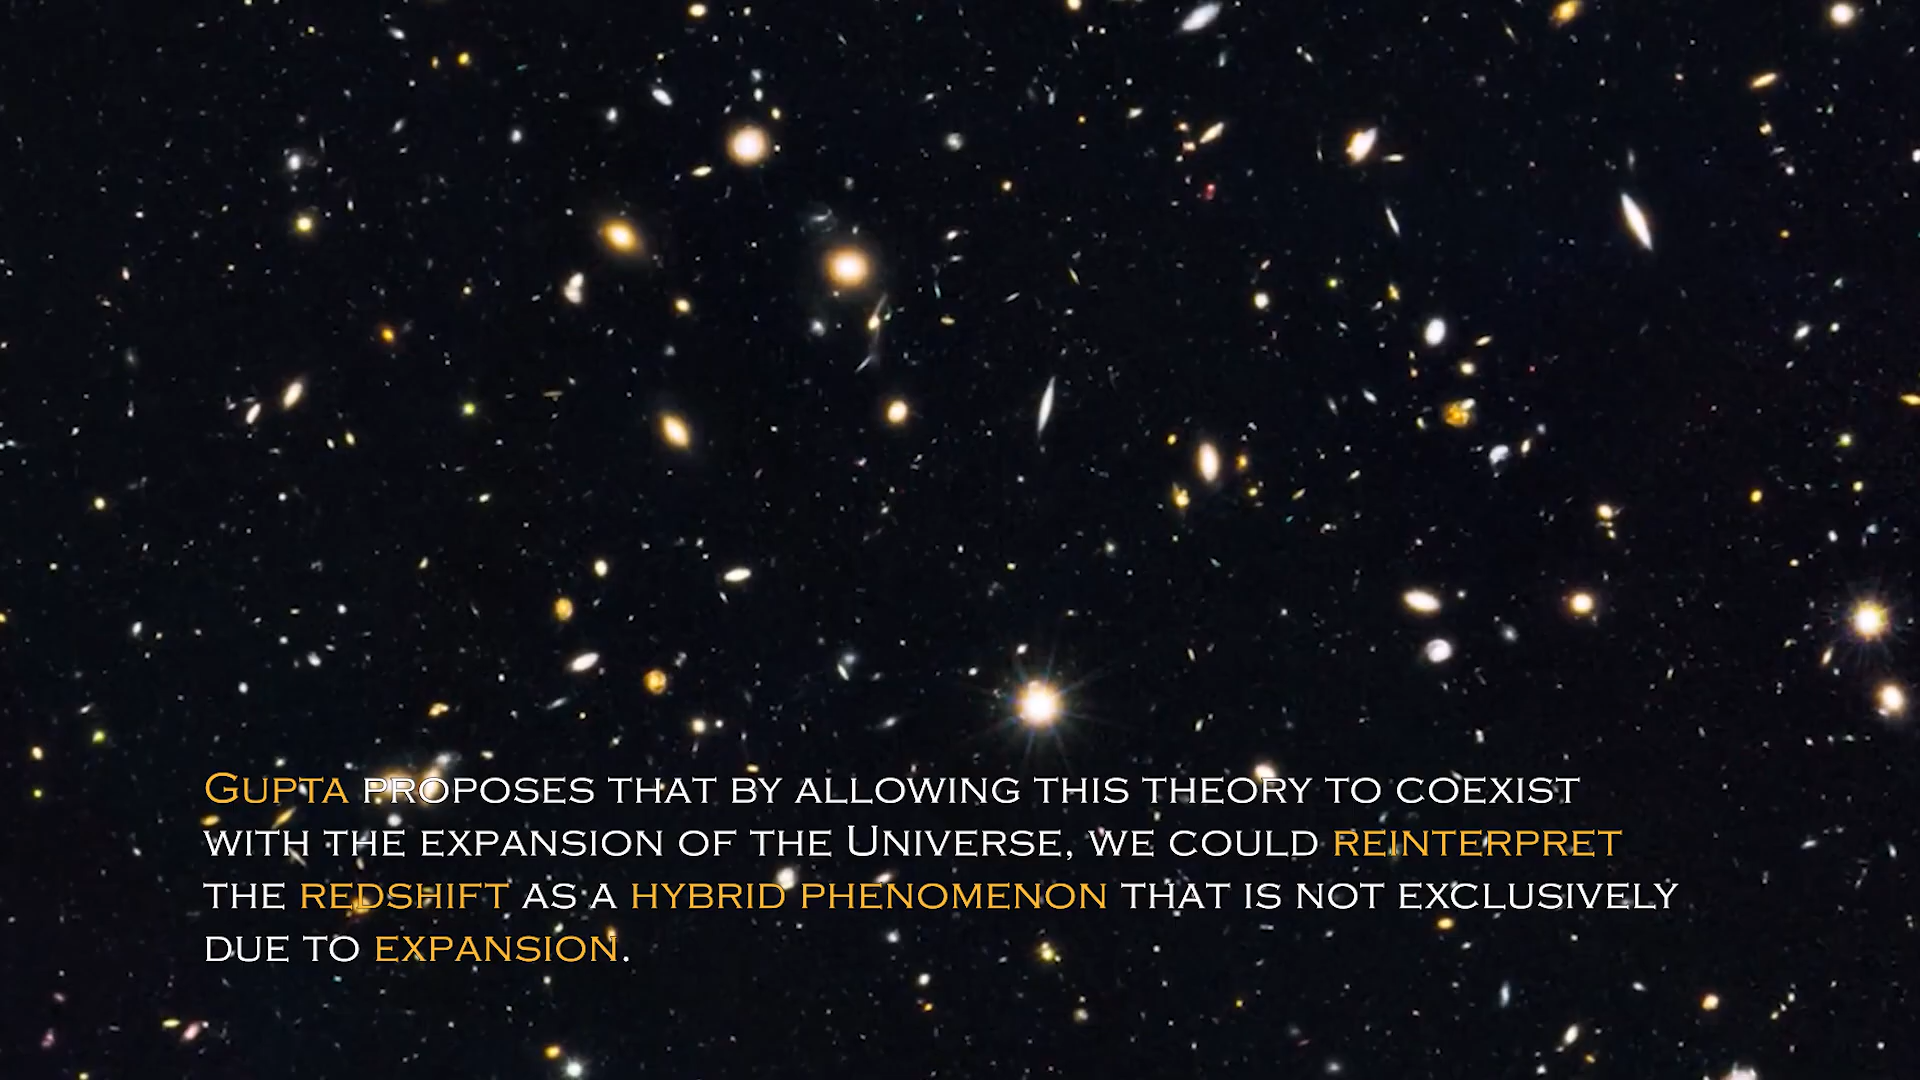 Gupta proposes that by allowing this theory to coexist
with the expansion of the Universe, we could reinterpret
the redshift as a hybrid phenomenon that is not exclusively
due to expansion.